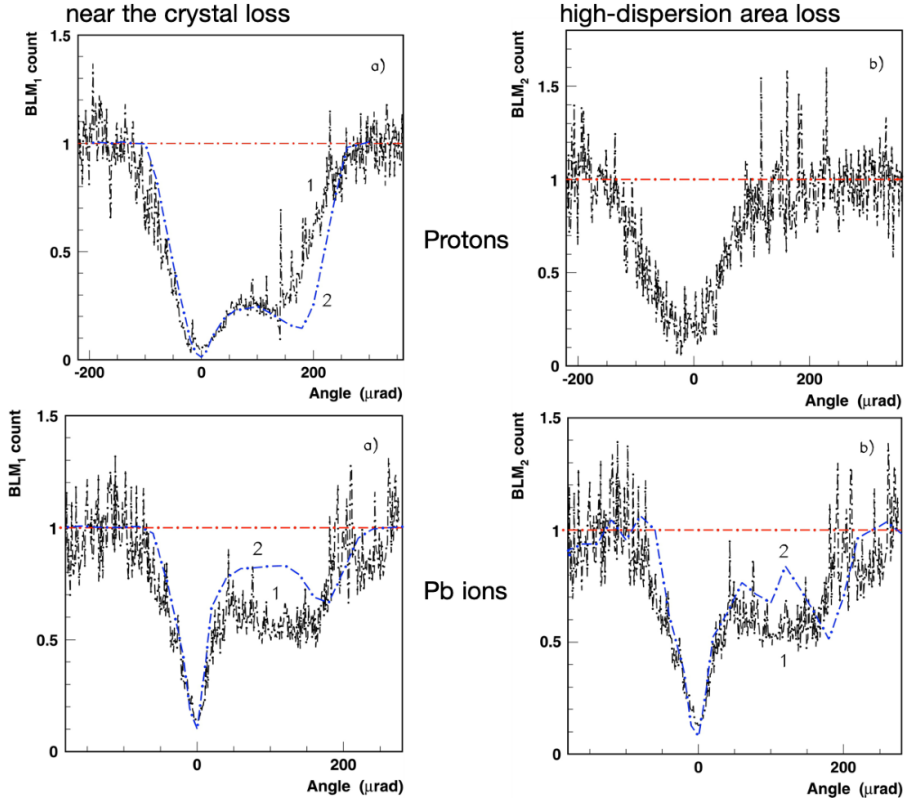 near the crystal loss
high-dispersion area loss
BLM1 count
1.5
1
0.5
0
a)
1
2
-200
0
200
Angle (μrad)
Protons
BLM2 count
1.5
1
0.5
0
b)
-200
0
200
Angle (μrad)
BLM1 count
1.5
1
0.5
0
a)
2
1
0
200
Angle (μrad)
Pb ions
BLM2 count
1.5
1
0.5
0
b)
2
1
0
200
Angle (μrad)